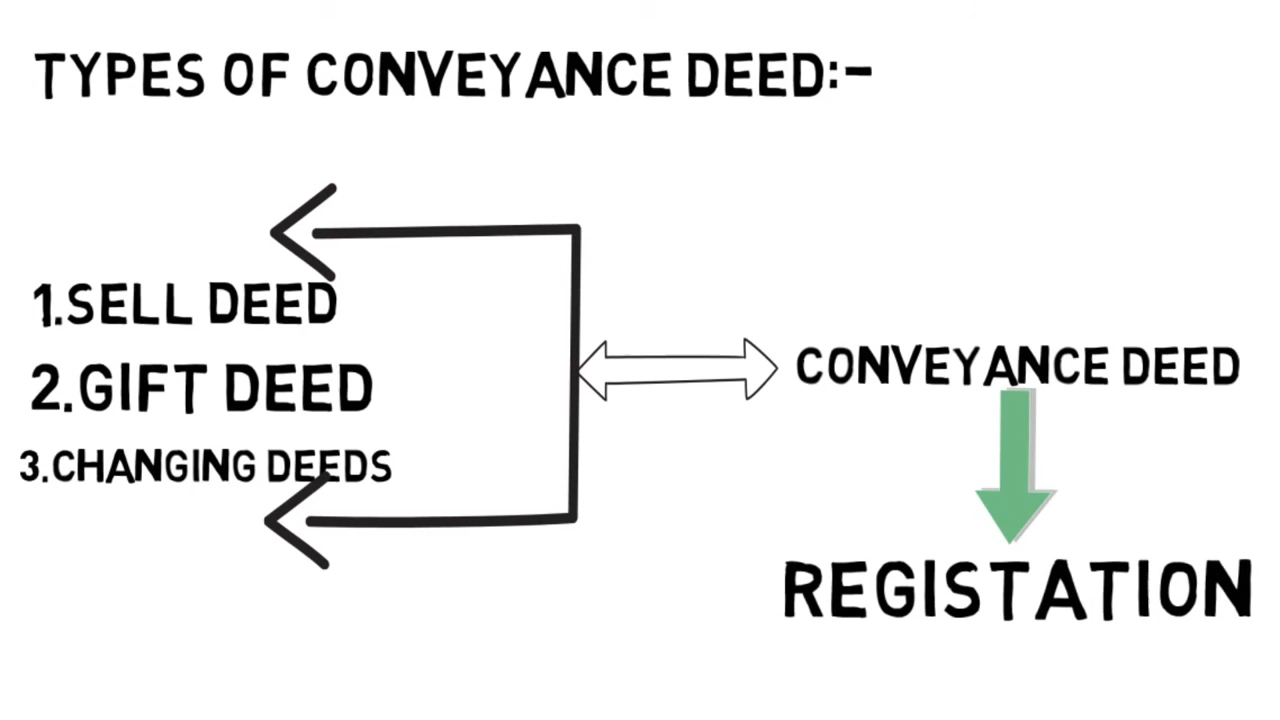 TYPES OF CONVEYANCE DEED:-
1.SELL DEED
2.GIFT DEED
3.CHANGING DEEDS
CONVEYANCE DEED
REGISTATION